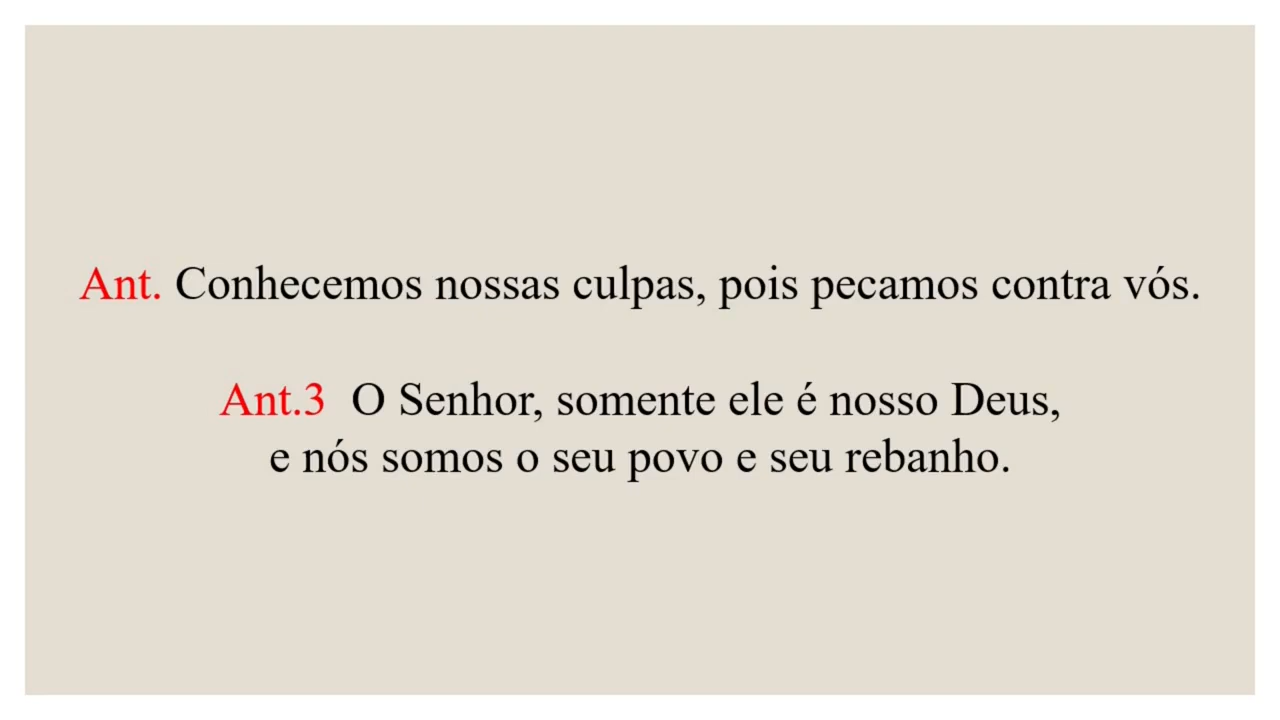 Ant. Conhecemos nossas culpas, pois pecamos contra vós.
Ant.3 O Senhor, somente ele é nosso Deus,
e nós somos o seu povo e seu rebanho.